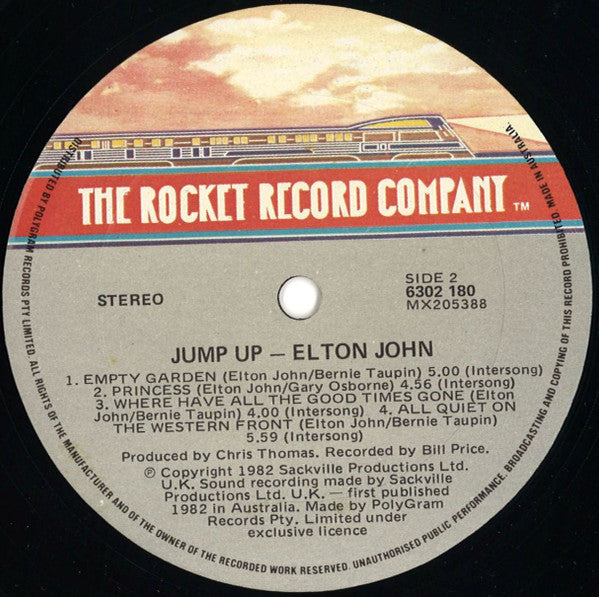 THE ROCKET RECORD COMPANY TM
STEREO
SIDE 2
6302 180
MX205388
JUMP UP — ELTON JOHN
1. EMPTY GARDEN (Elton John/Bernie Taupin) 5.00 (Intersong)
2. PRINCESS (Elton John/Gary Osborne) 4.56 (Intersong)
3. WHERE HAVE ALL THE GOOD TIMES GONE (Elton
John/Bernie Taupin) 4.00 (Intersong) 4. ALL QUIET ON
THE WESTERN FRONT (Elton John/Bernie Taupin)
5.59 (Intersong)
Produced by Chris Thomas. Recorded by Bill Price.
℗ Copyright 1982 Sackville Productions Ltd.
U.K. Sound recording made by Sackville
Productions Ltd. U.K. — first published
1982 in Australia. Made by PolyGram
Records Pty. Limited under
exclusive licence
DISTRIBUTED BY POLYGRAM RECORDS PTY LIMITED. ALL RIGHTS OF THE MANUFACTURER AND OF THE OWNER OF THE RECORDED WORK RESERVED. UNAUTHORISED PUBLIC PERFORMANCE, BROADCASTING AND COPYING OF THIS RECORD PROHIBITED MADE IN AUSTRALIA.